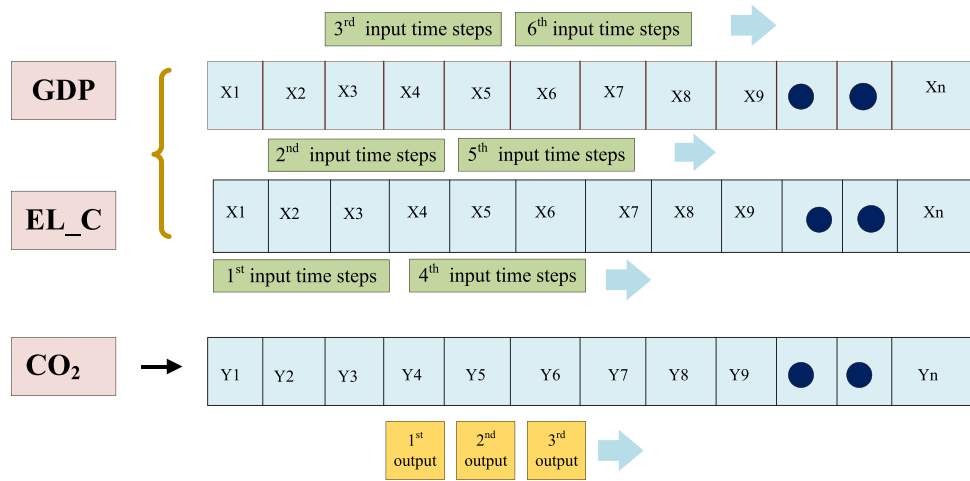 3rd input time steps 6th input time steps
GDP X1 X2 X3 X4 X5 X6 X7 X8 X9 Xn
2nd input time steps 5th input time steps
EL_C X1 X2 X3 X4 X5 X6 X7 X8 X9 Xn
1st input time steps 4th input time steps
CO₂ Y1 Y2 Y3 Y4 Y5 Y6 Y7 Y8 Y9 Yn
1st 2nd 3rd
output output output